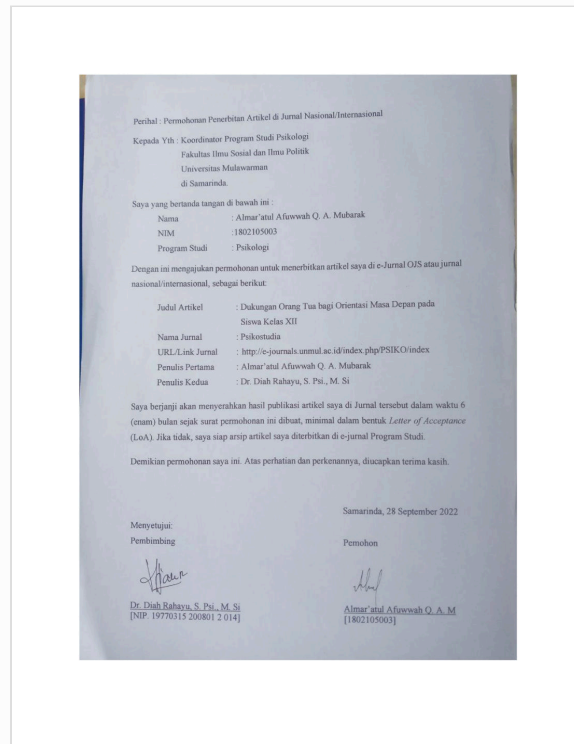 Perihal : Permohonan Penerbitan Artikel di Jurnal Nasional/Internasional
Kepada Yth : Koordinator Program Studi Psikologi
Fakultas Ilmu Sosial dan Ilmu Politik
Universitas Mulawarman
di Samarinda.
Saya yang bertanda tangan di bawah ini :
Nama : Almar'atul Afuwwah Q. A. Mubarak
NIM :1802105003
Program Studi : Psikologi
Dengan ini mengajukan permohonan untuk menerbitkan artikel saya di e-Jurnal OJS atau jurnal
nasional/internasional, sebagai berikut:
Judul Artikel : Dukungan Orang Tua bagi Orientasi Masa Depan pada
Siswa Kelas XII
Nama Jurnal : Psikostudia
URL/Link Jurnal : http://e-journals.unmul.ac.id/index.php/PSIKO/index
Penulis Pertama : Almar'atul Afuwwah Q. A. Mubarak
Penulis Kedua : Dr. Diah Rahayu, S. Psi., M. Si
Saya berjanji akan menyerahkan hasil publikasi artikel saya di Jurnal tersebut dalam waktu 6
(enam) bulan sejak surat permohonan ini dibuat, minimal dalam bentuk Letter of Acceptance
(LoA). Jika tidak, saya siap arsip artikel saya diterbitkan di e-jurnal Program Studi.
Demikian permohonan saya ini. Atas perhatian dan perkenannya, diucapkan terima kasih.
Samarinda, 28 September 2022
Menyetujui:
Pembimbing
Pemohon
Dr. Diah Rahayu, S. Psi., M. Si
[NIP. 19770315 200801 2 014]
Almar'atul Afuwwah Q. A. M
[1802105003]